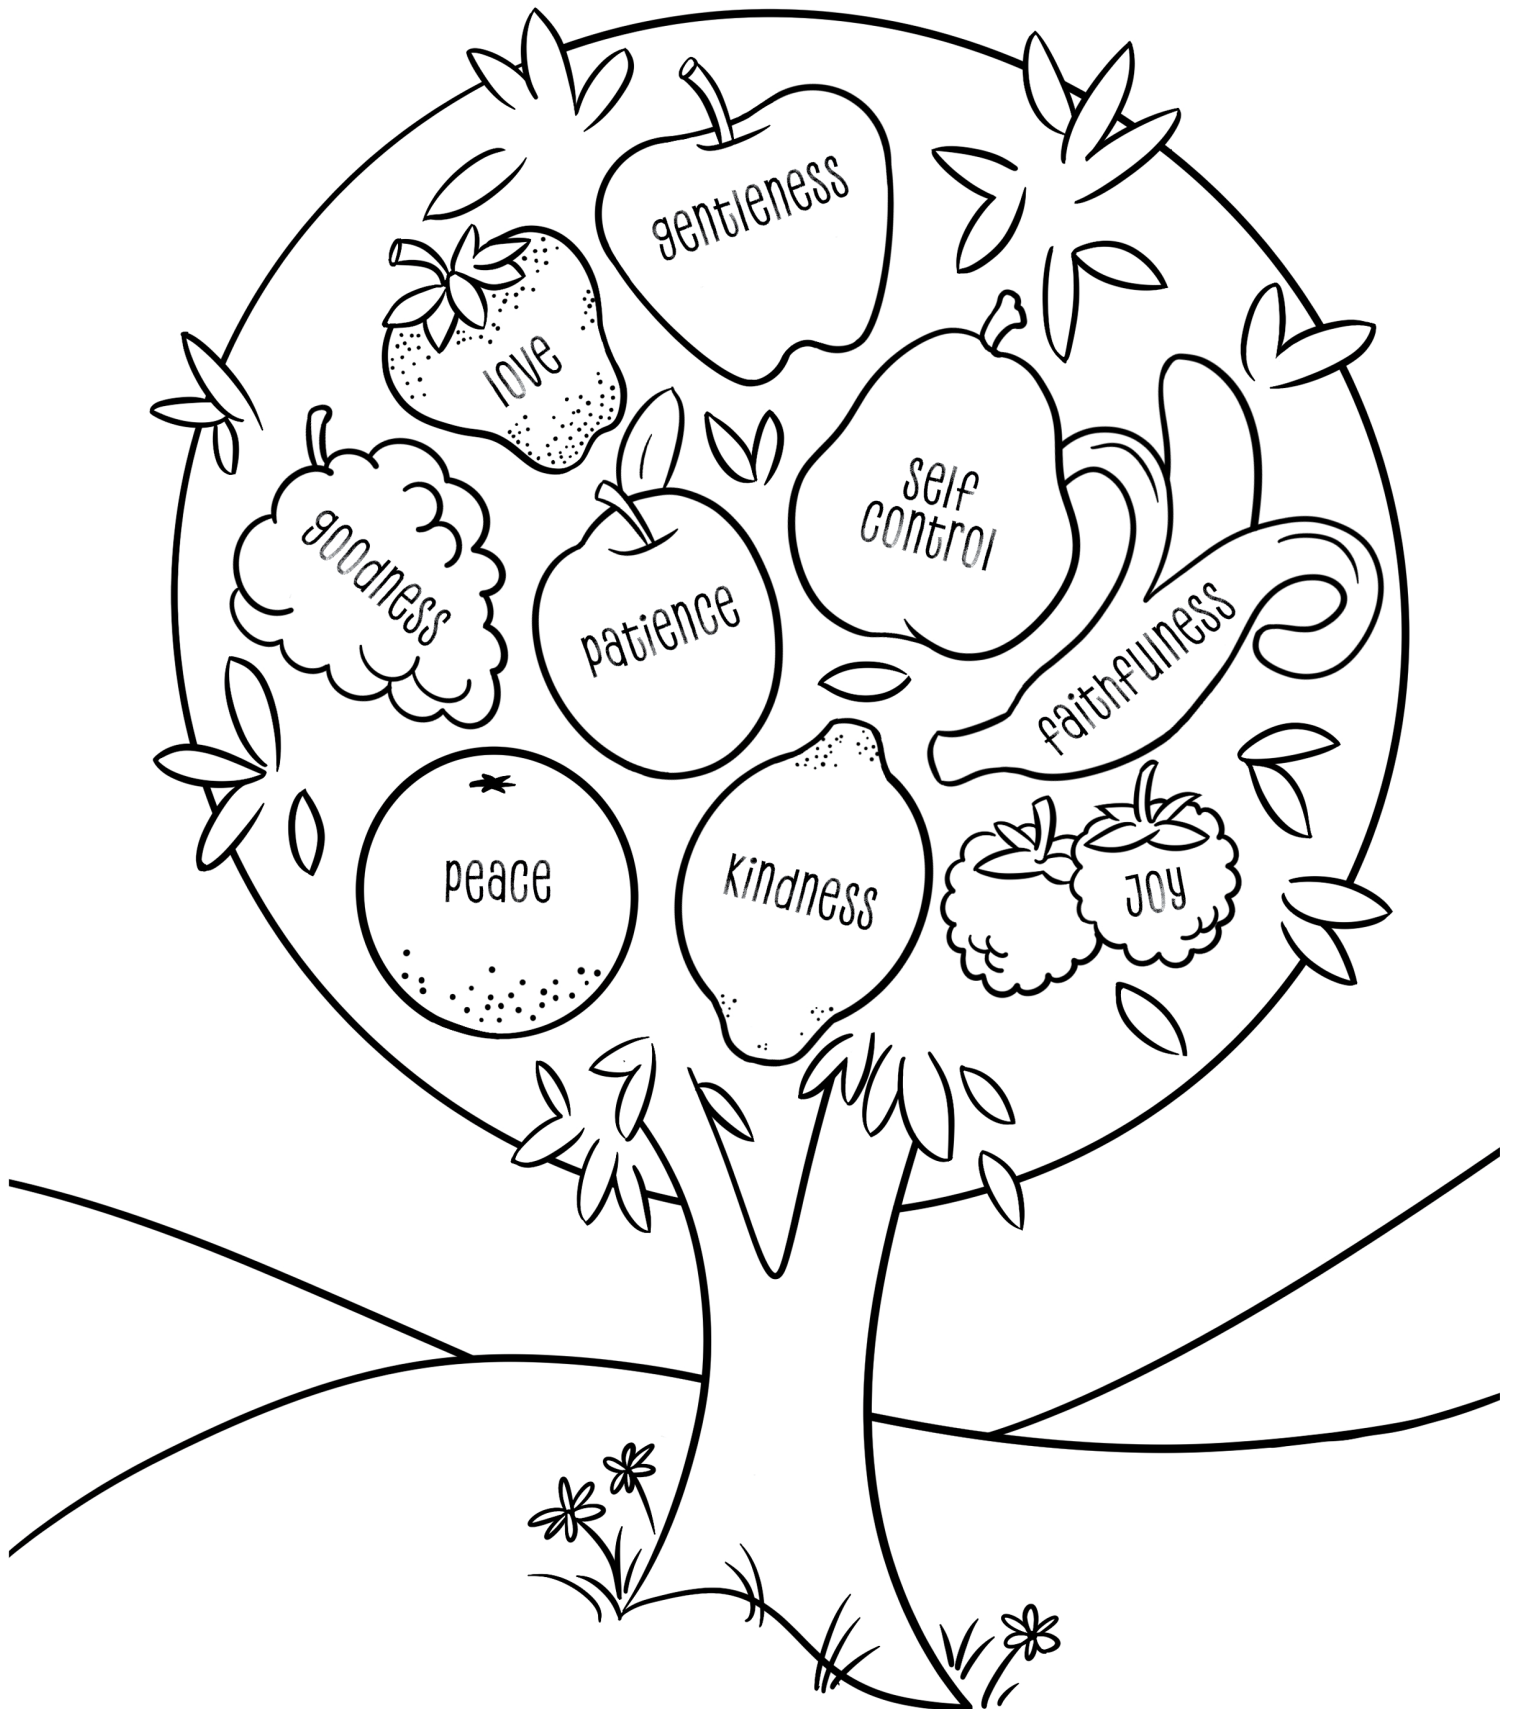 gentleness
love
self
control
goodness
patience
faithfulness
peace
kindness
joy